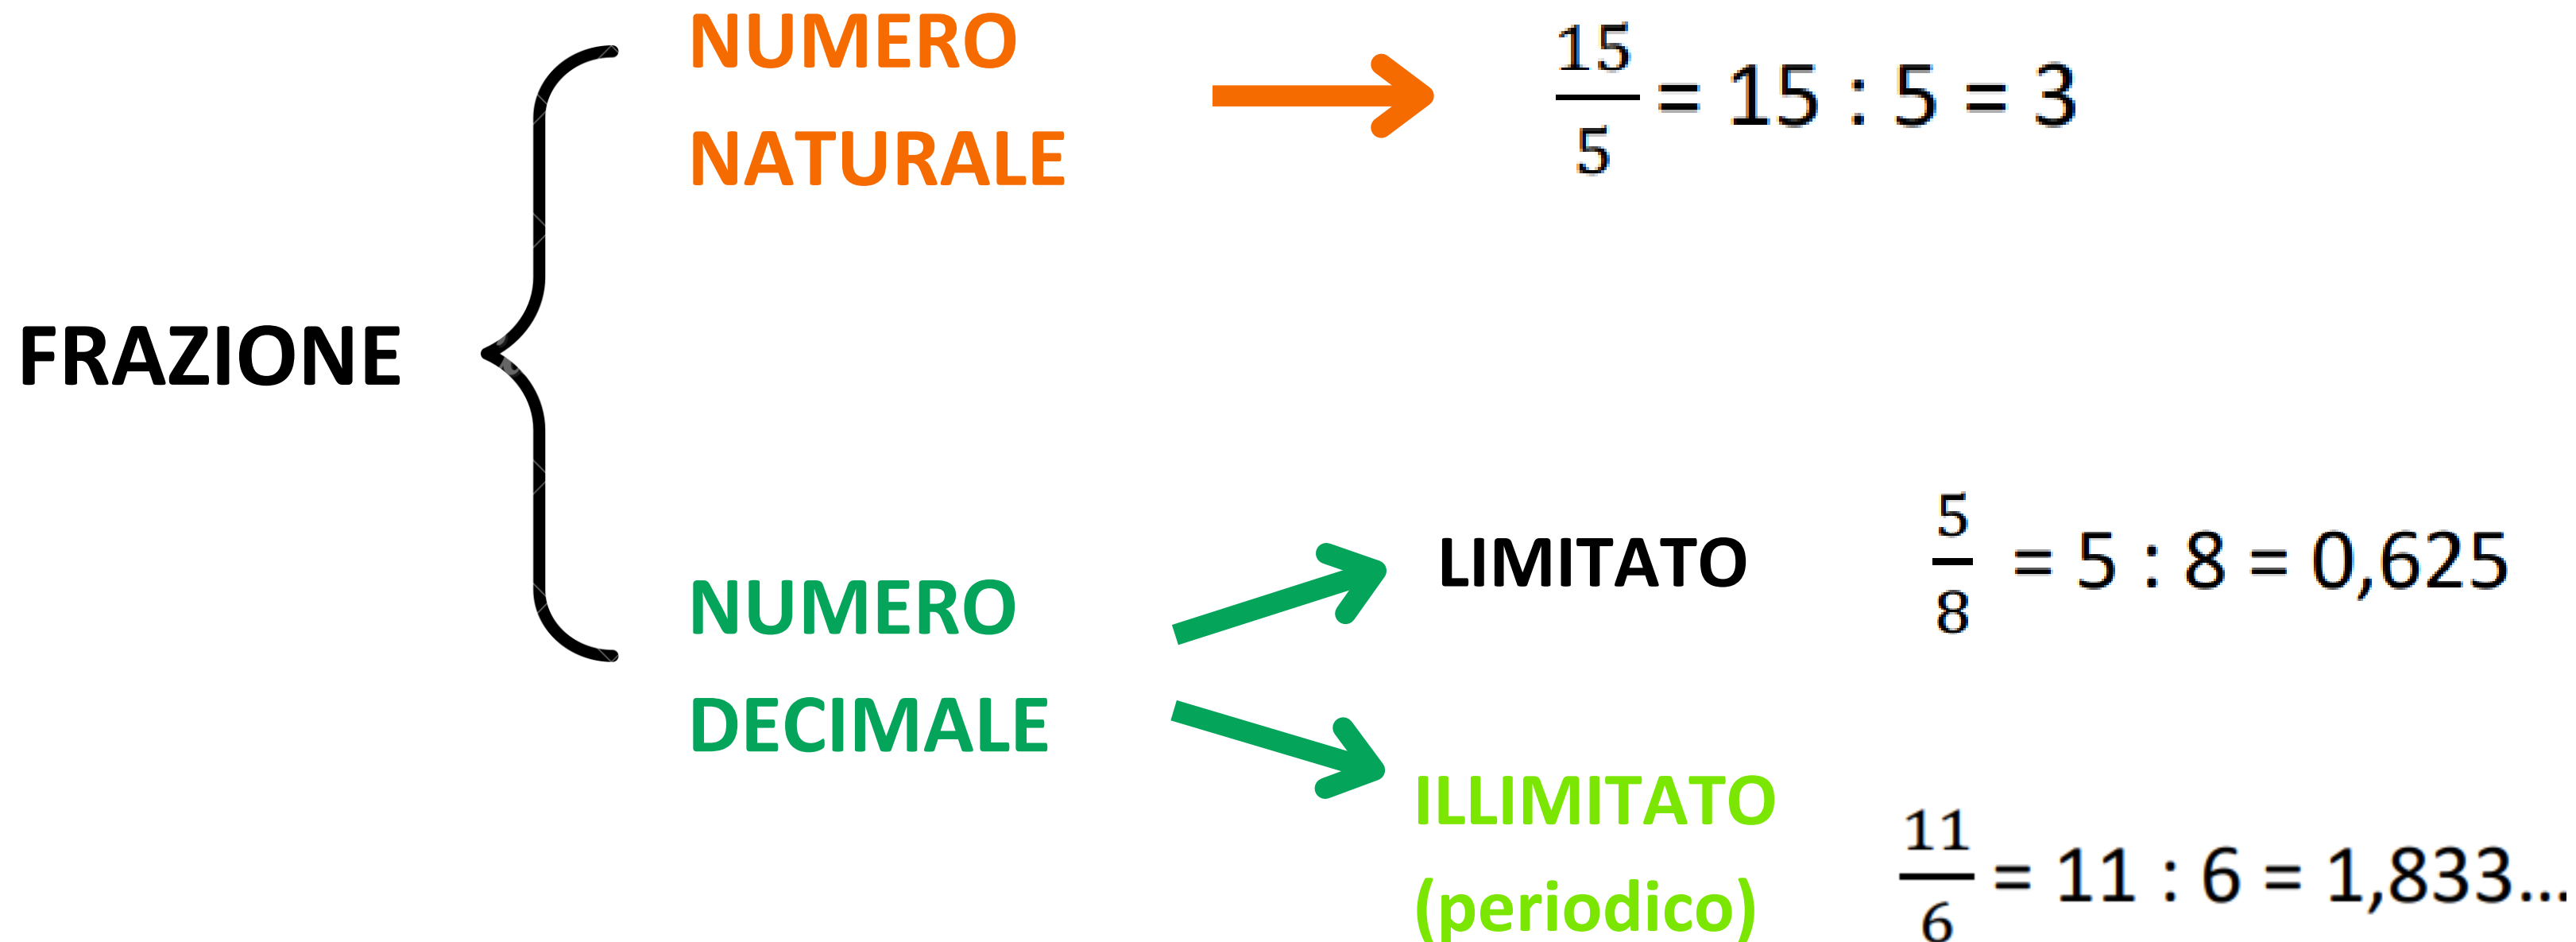 NUMERO
NATURALE
15/5 = 15 : 5 = 3
FRAZIONE
NUMERO
DECIMALE
LIMITATO
5/8 = 5 : 8 = 0,625
ILLIMITATO
(periodico)
11/6 = 11 : 6 = 1,833...